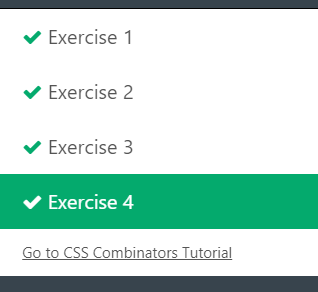 Exercise 1
Exercise 2
Exercise 3
Exercise 4
Go to CSS Combinators Tutorial